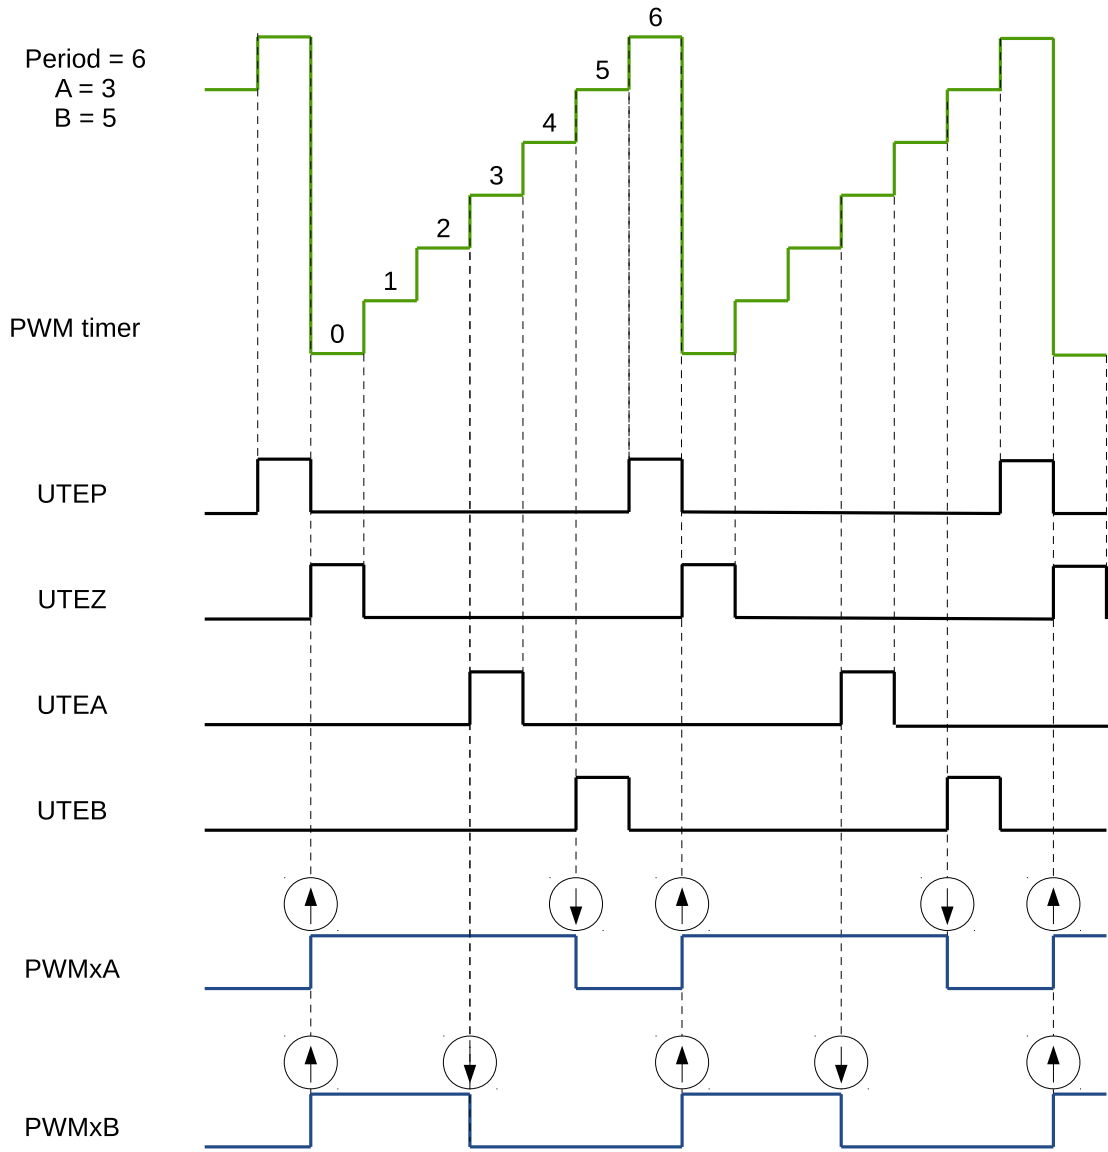 6
Period = 6
A = 3
B = 5
5
4
3
2
1
0
PWM timer
UTEP
UTEZ
UTEA
UTEB
PWMxA
PWMxB